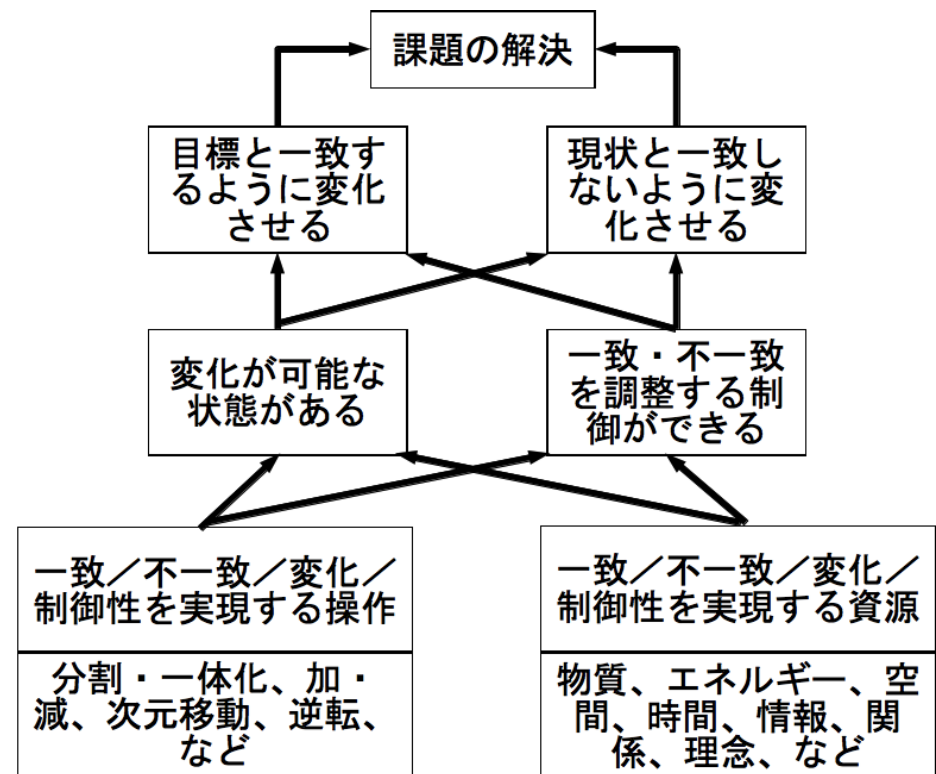 課題の解決
目標と一致す
るように変化
させる
現状と一致し
ないように変
化させる
変化が可能な
状態がある
一致・不一致
を調整する制
御ができる
一致／不一致／変化／
制御性を実現する操作
分割・一体化、加・
減、次元移動、逆転、
など
一致／不一致／変化／
制御性を実現する資源
物質、エネルギー、空
間、時間、情報、関
係、理念、など